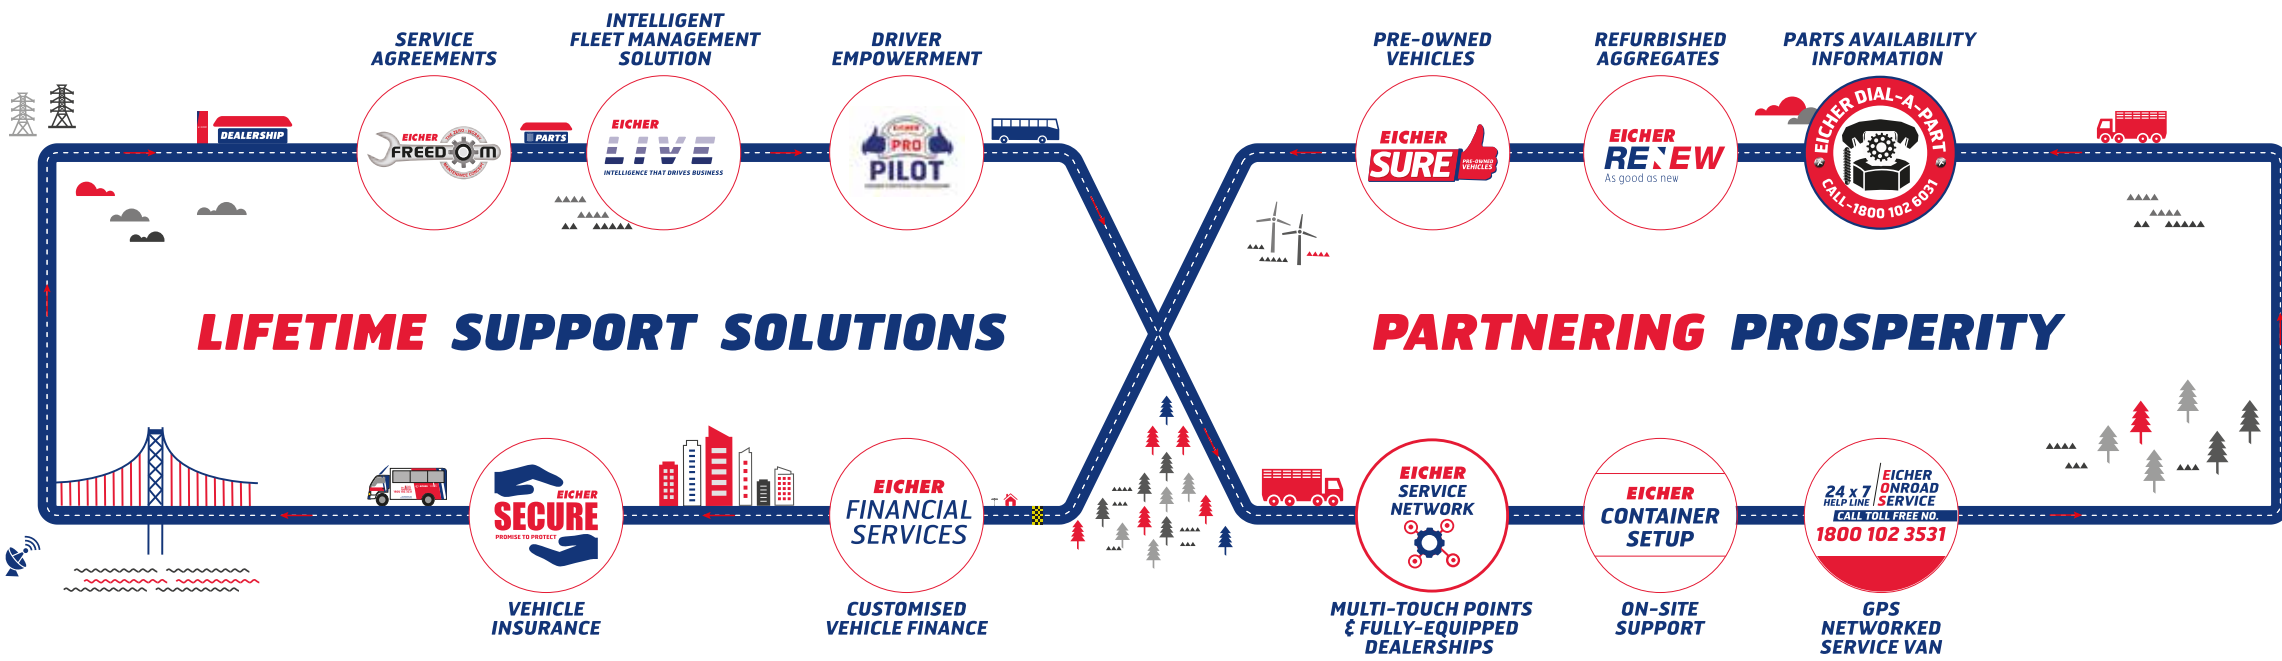 SERVICE
AGREEMENTS
EICHER
FREEDOM
INTELLIGENT
FLEET MANAGEMENT
SOLUTION
EICHER
LIVE
INTELLIGENCE THAT DRIVES BUSINESS
DRIVER
EMPOWERMENT
EICHER
PRO
PILOT
PRE-OWNED
VEHICLES
EICHER
SURE
PRE-OWNED
VEHICLES
REFURBISHED
AGGREGATES
EICHER
RENEW
As good as new
PARTS AVAILABILITY
INFORMATION
EICHER DIAL-A-PART
CALL-1800 102 6031
DEALERSHIP
PARTS
LIFETIME SUPPORT SOLUTIONS
PARTNERING PROSPERITY
EICHER
SECURE
PROMISE TO PROTECT
VEHICLE
INSURANCE
EICHER
FINANCIAL
SERVICES
CUSTOMISED
VEHICLE FINANCE
EICHER
SERVICE
NETWORK
MULTI-TOUCH POINTS
& FULLY-EQUIPPED
DEALERSHIPS
EICHER
CONTAINER
SETUP
ON-SITE
SUPPORT
24 x 7
HELP LINE
EICHER
ONROAD
SERVICE
CALL TOLL FREE NO.
1800 102 3531
GPS
NETWORKED
SERVICE VAN